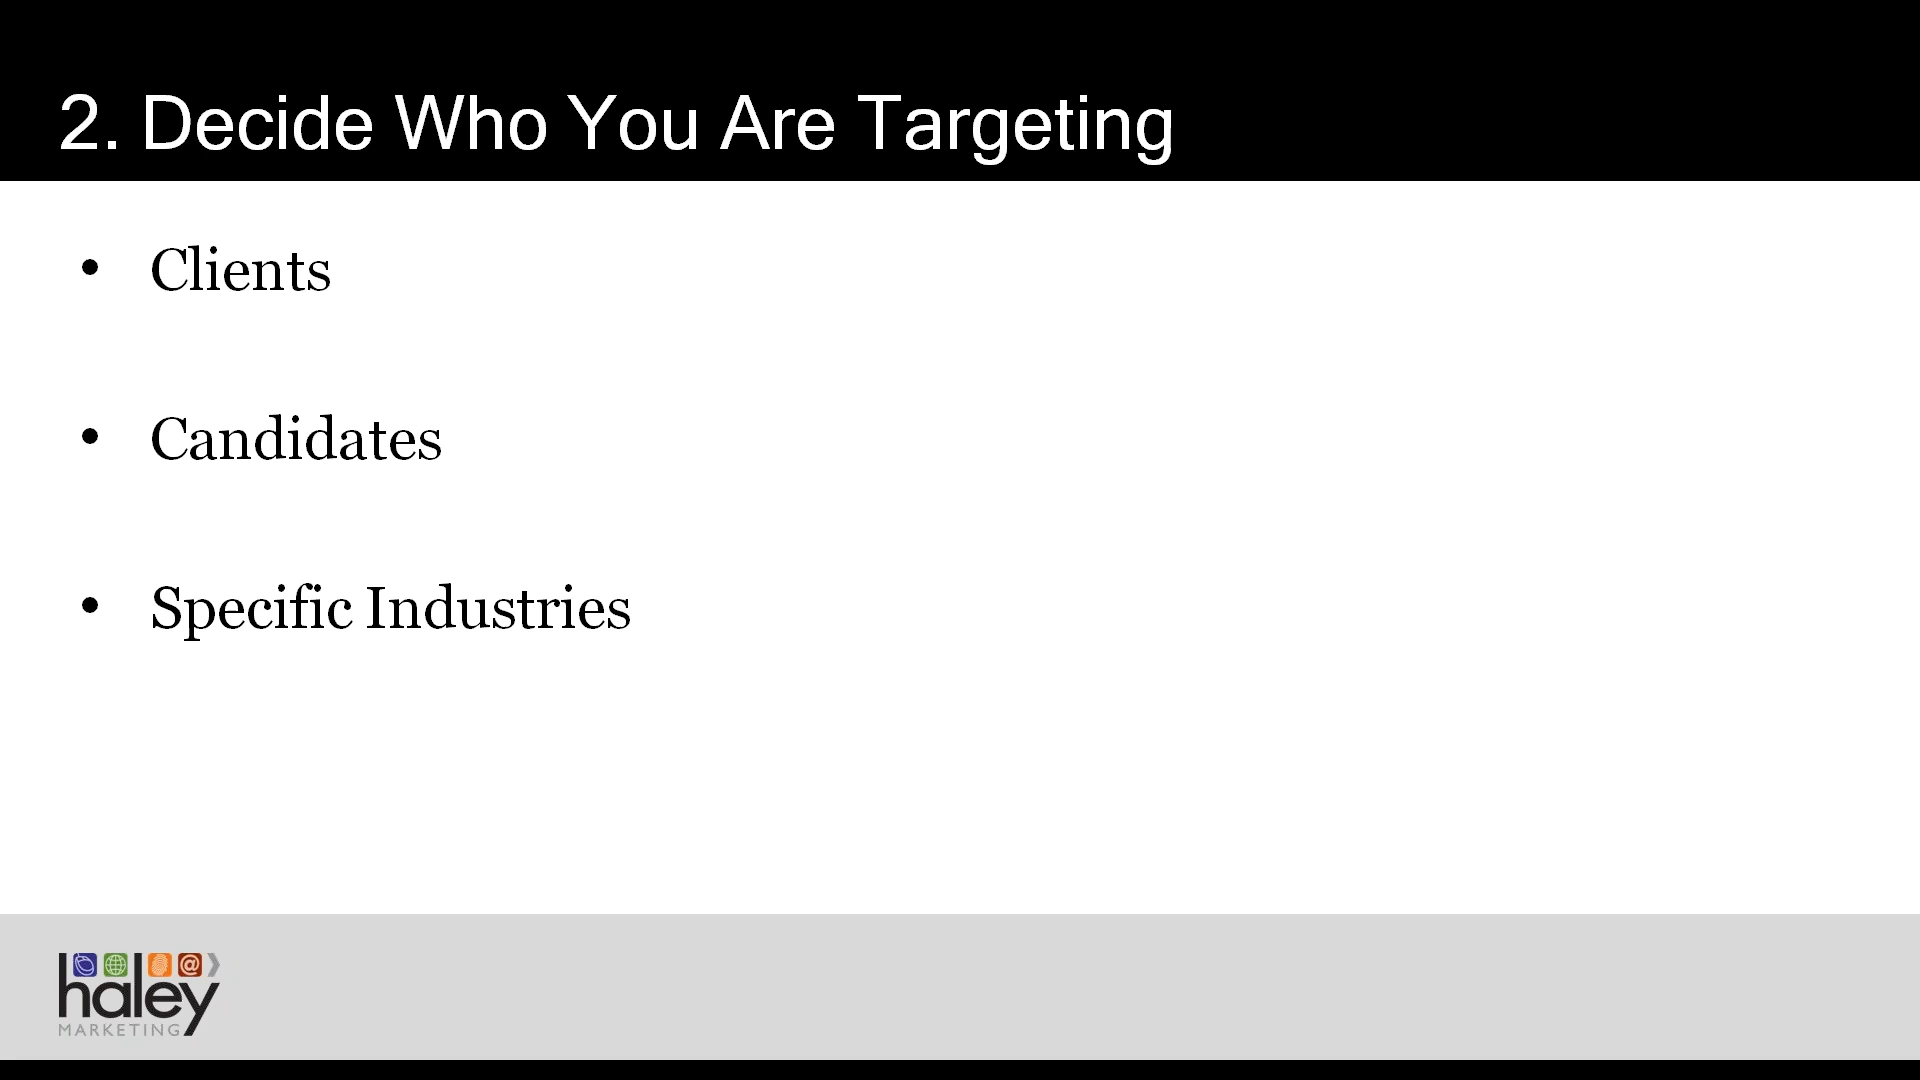 2. Decide Who You Are Targeting
• Clients
• Candidates
• Specific Industries
haley
MARKETING